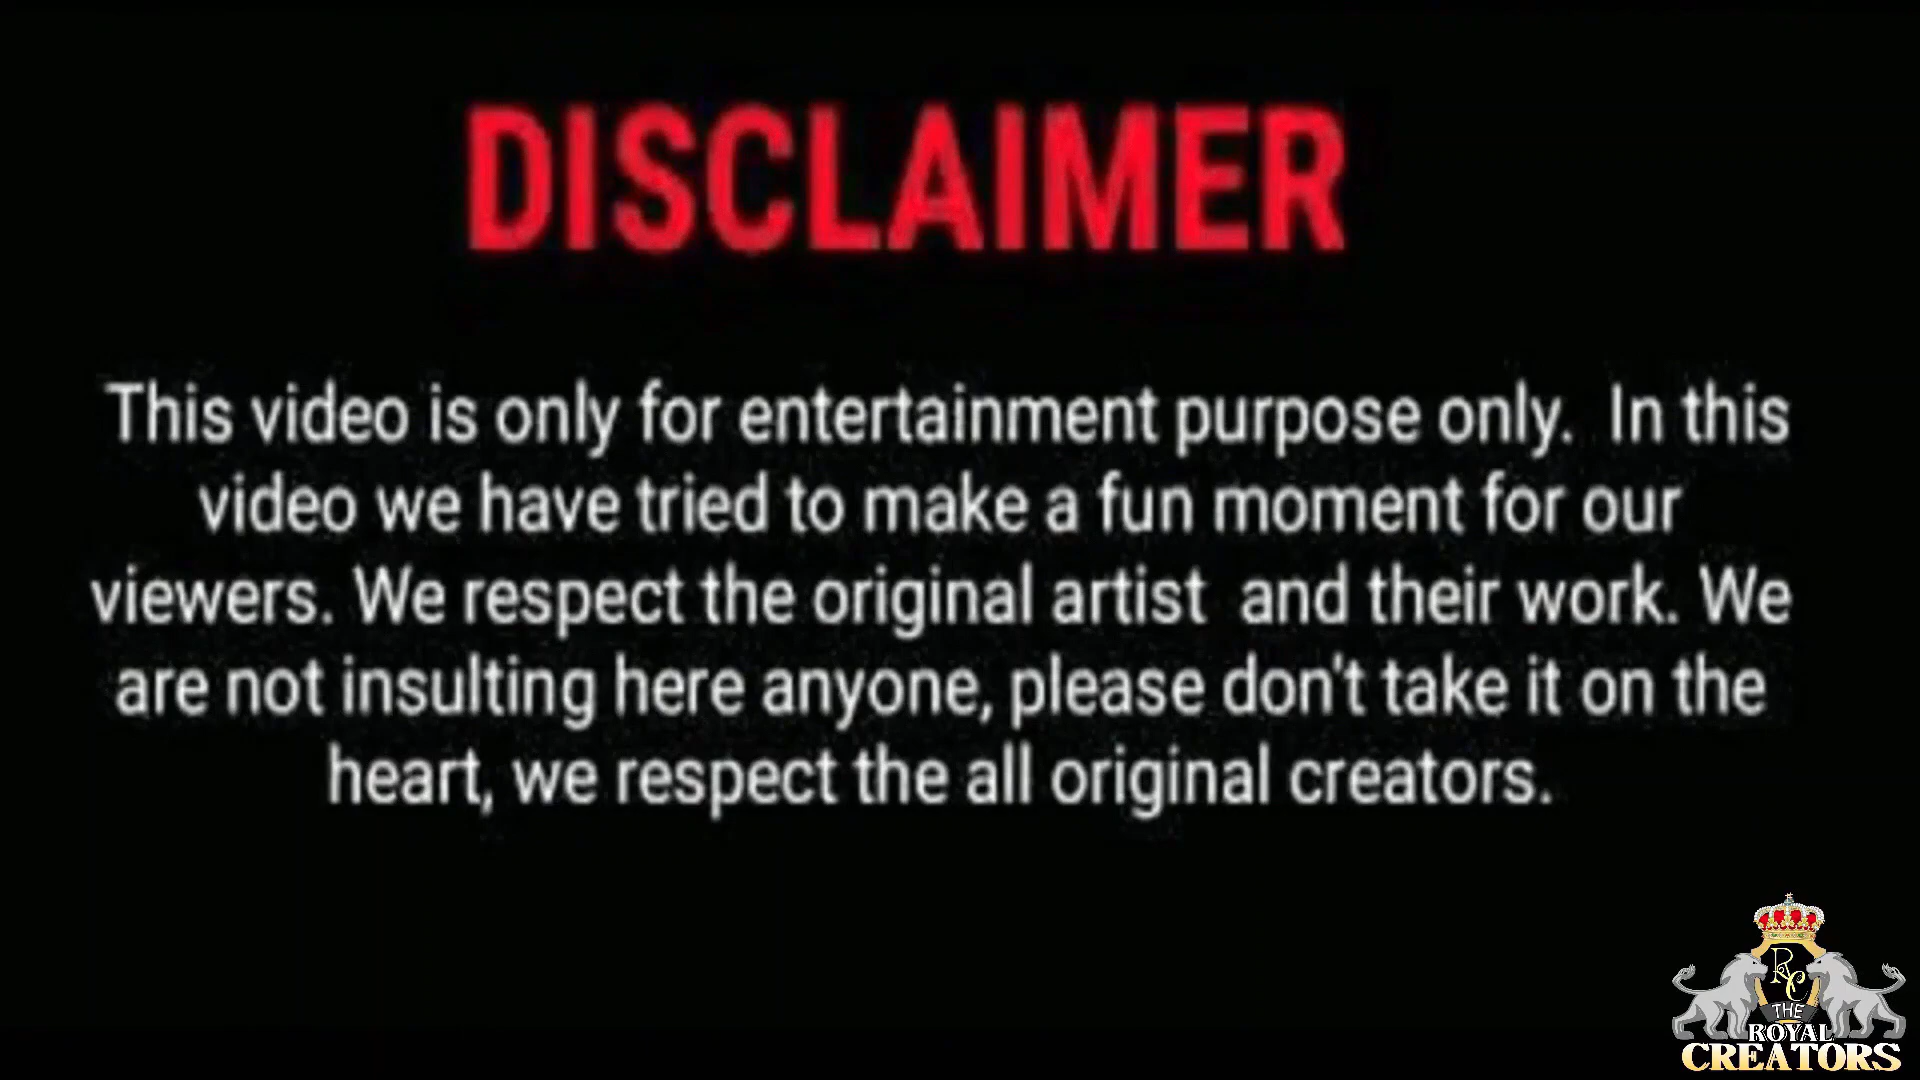 DISCLAIMER
This video is only for entertainment purpose only. In this
video we have tried to make a fun moment for our
viewers. We respect the original artist and their work. We
are not insulting here anyone, please don't take it on the
heart, we respect the all original creators.
RC
THE
ROYAL
CREATORS